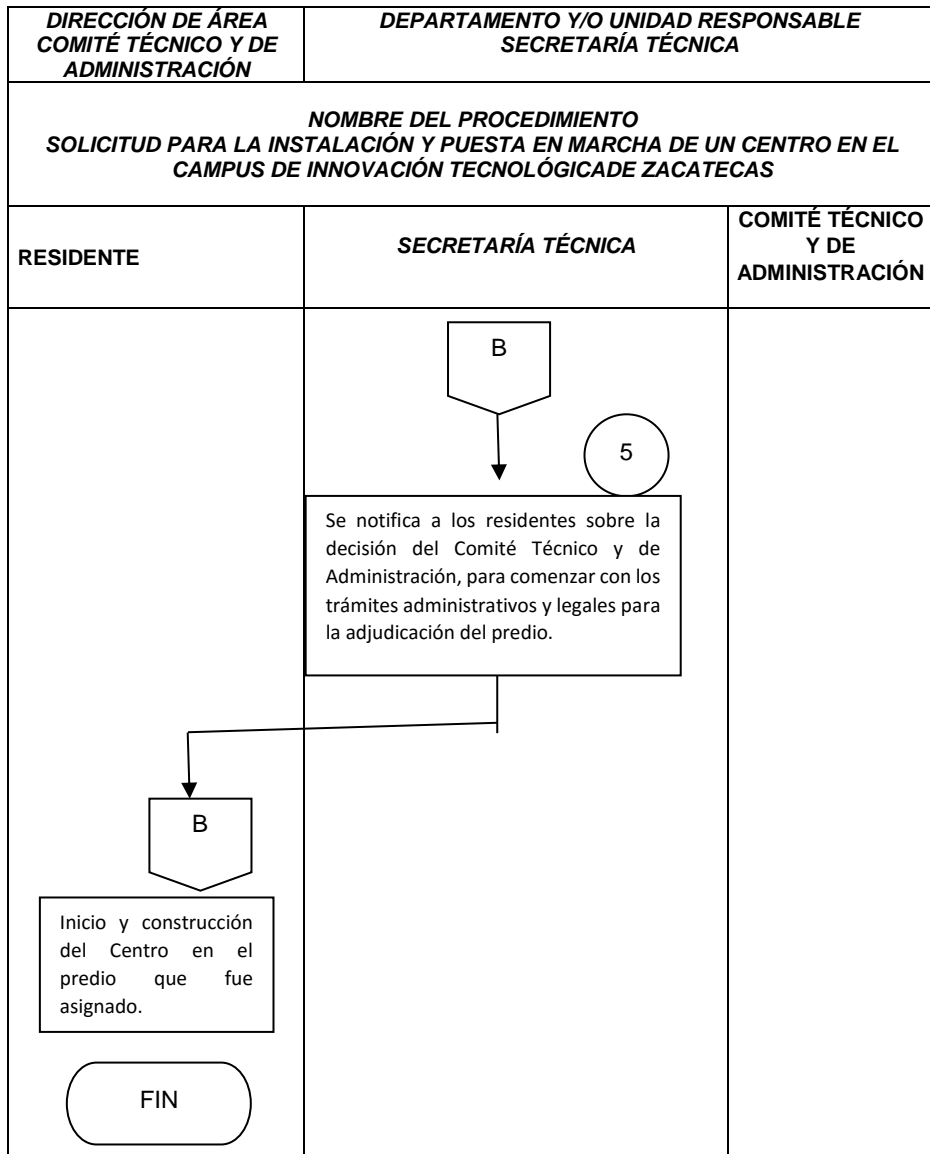 DIRECCIÓN DE ÁREA
COMITÉ TÉCNICO Y DE
ADMINISTRACIÓN
DEPARTAMENTO Y/O UNIDAD RESPONSABLE
SECRETARÍA TÉCNICA
NOMBRE DEL PROCEDIMIENTO
SOLICITUD PARA LA INSTALACIÓN Y PUESTA EN MARCHA DE UN CENTRO EN EL
CAMPUS DE INNOVACIÓN TECNOLÓGICADE ZACATECAS
RESIDENTE
SECRETARÍA TÉCNICA
COMITÉ TÉCNICO
Y DE
ADMINISTRACIÓN
B
5
Se notifica a los residentes sobre la
decisión del Comité Técnico y de
Administración, para comenzar con los
trámites administrativos y legales para
la adjudicación del predio.
B
Inicio y construcción
del Centro en el
predio que fue
asignado.
FIN